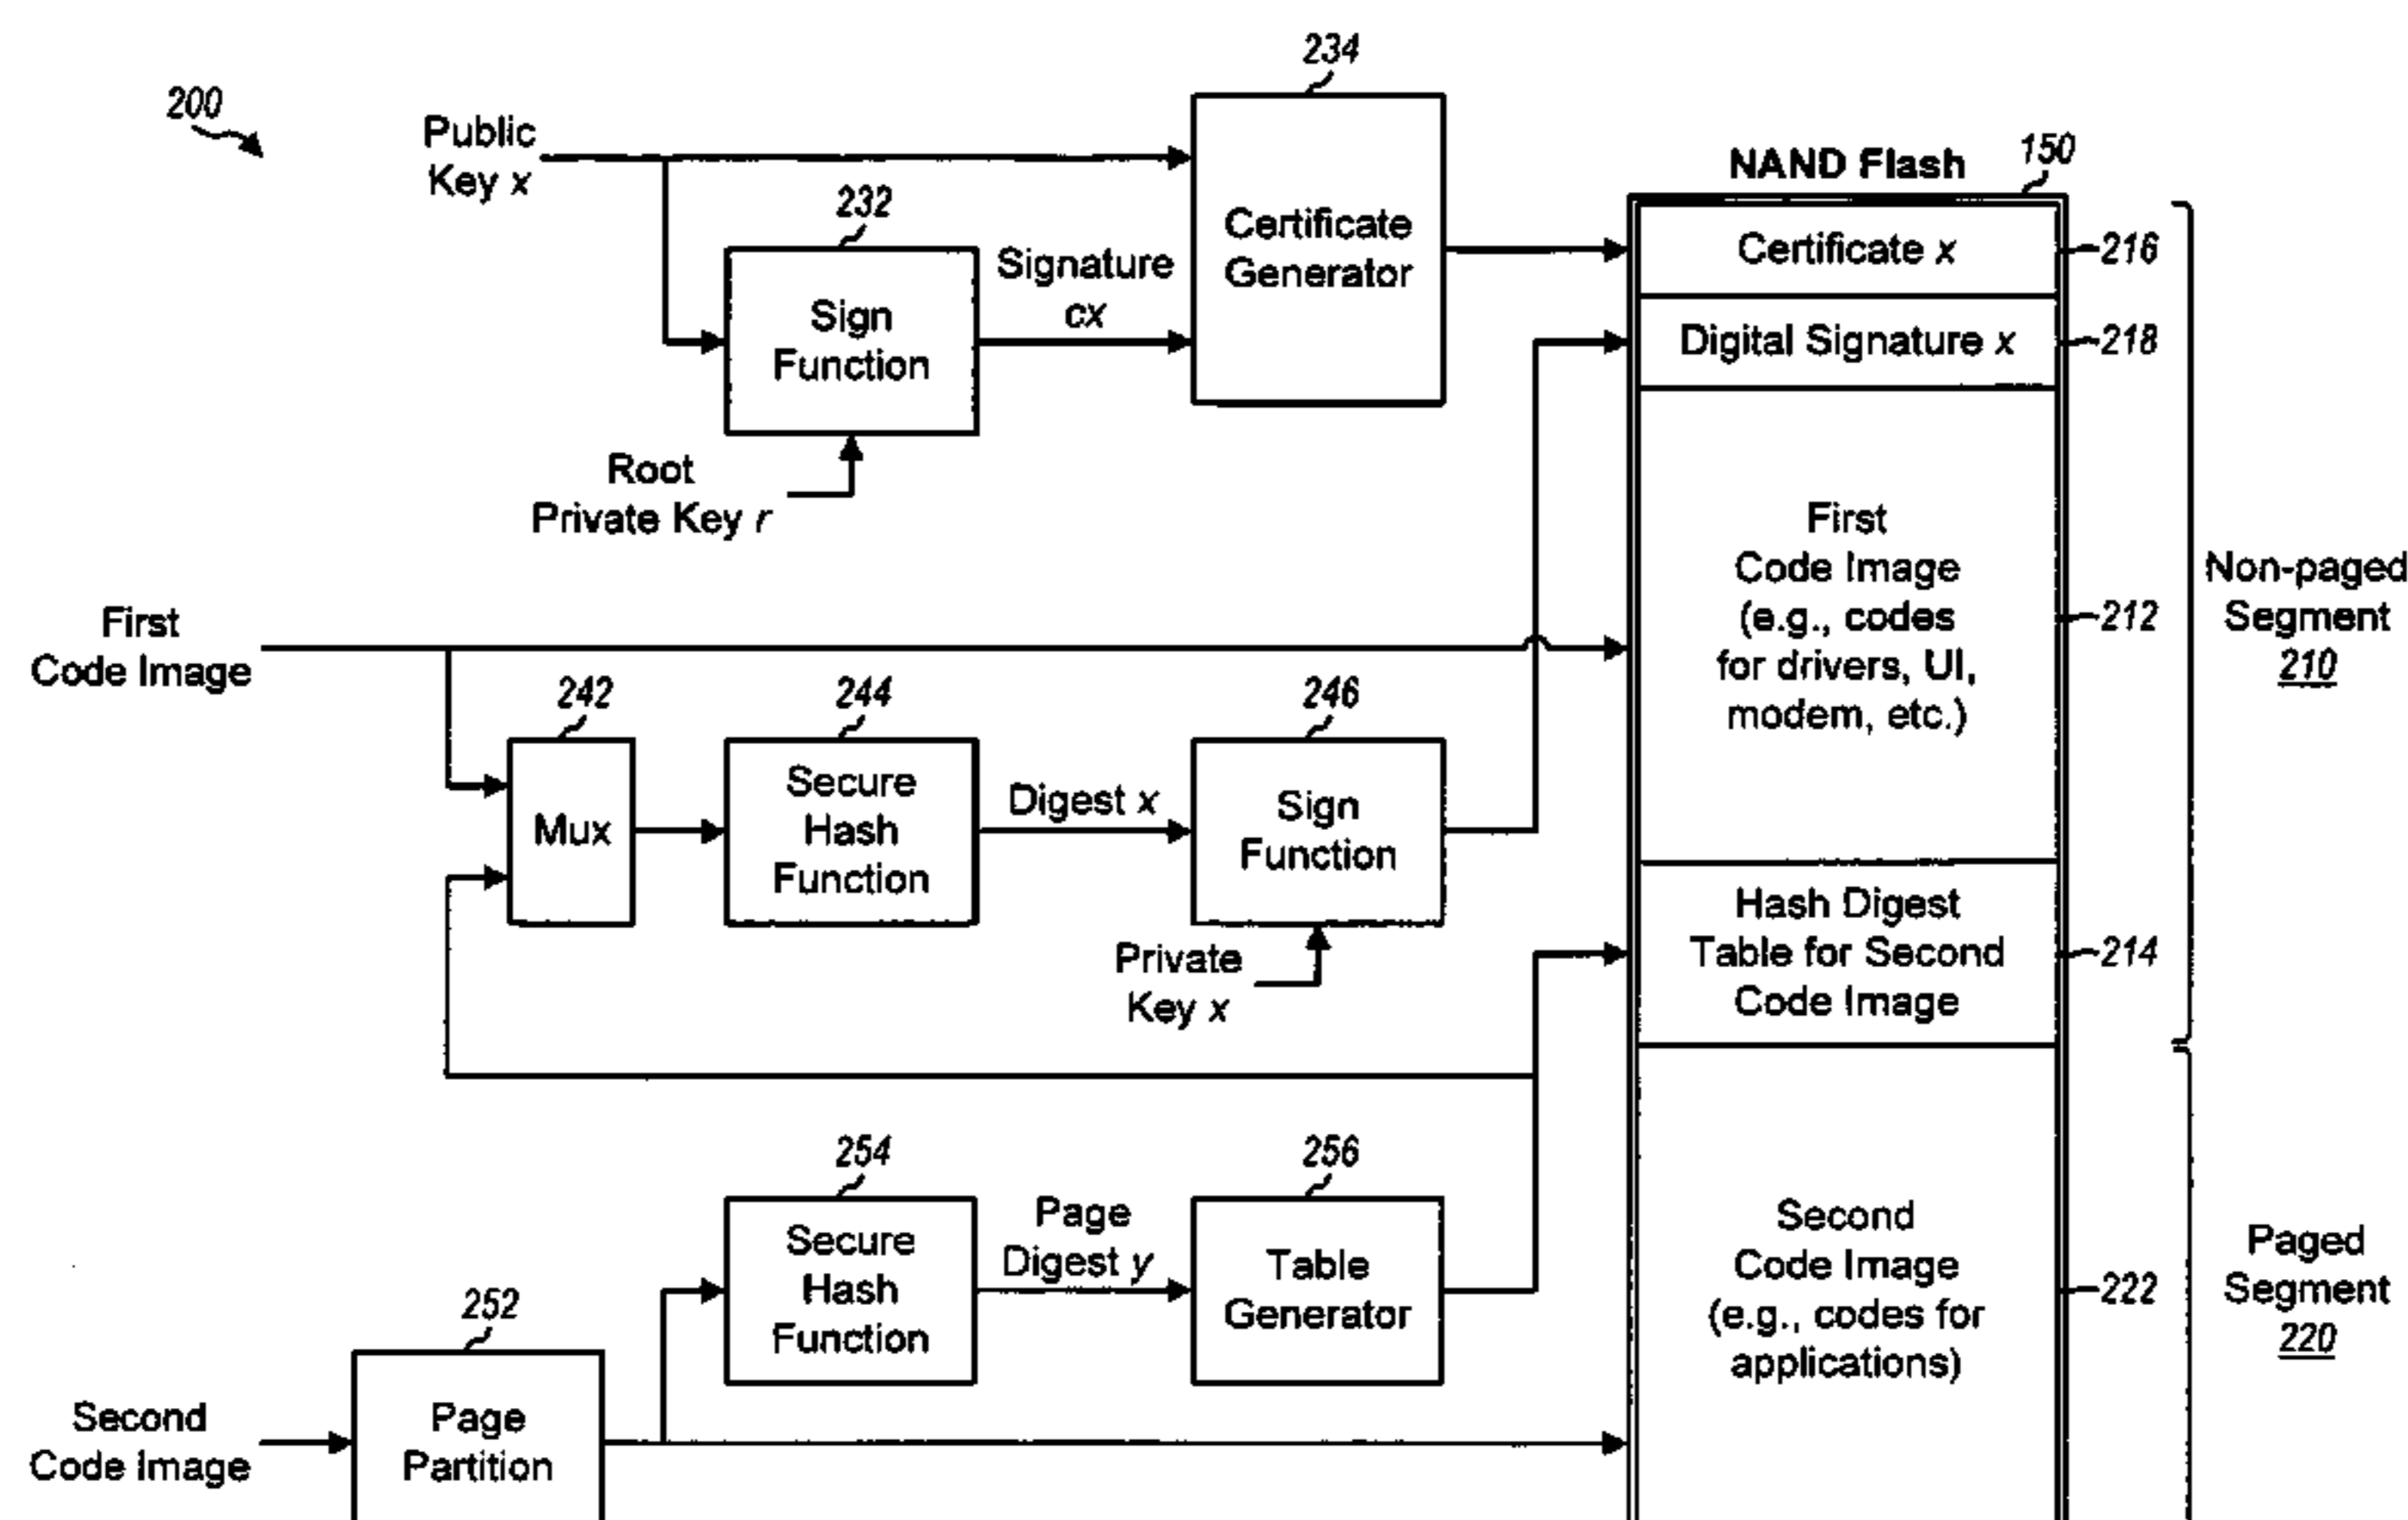 200
Public
Key x
232
Sign
Function
Root
Private Key r
Signature
cx
234
Certificate
Generator
First
Code Image
242
Mux
244
Secure
Hash
Function
Digest x
246
Sign
Function
Private
Key x
Second
Code Image
252
Page
Partition
254
Secure
Hash
Function
Page
Digest y
256
Table
Generator
NAND Flash
150
Certificate x
216
Digital Signature x
218
First
Code Image
(e.g., codes
for drivers, UI,
modem, etc.)
212
Hash Digest
Table for Second
Code Image
214
Second
Code Image
(e.g., codes for
applications)
222
Non-paged
Segment
210
Paged
Segment
220